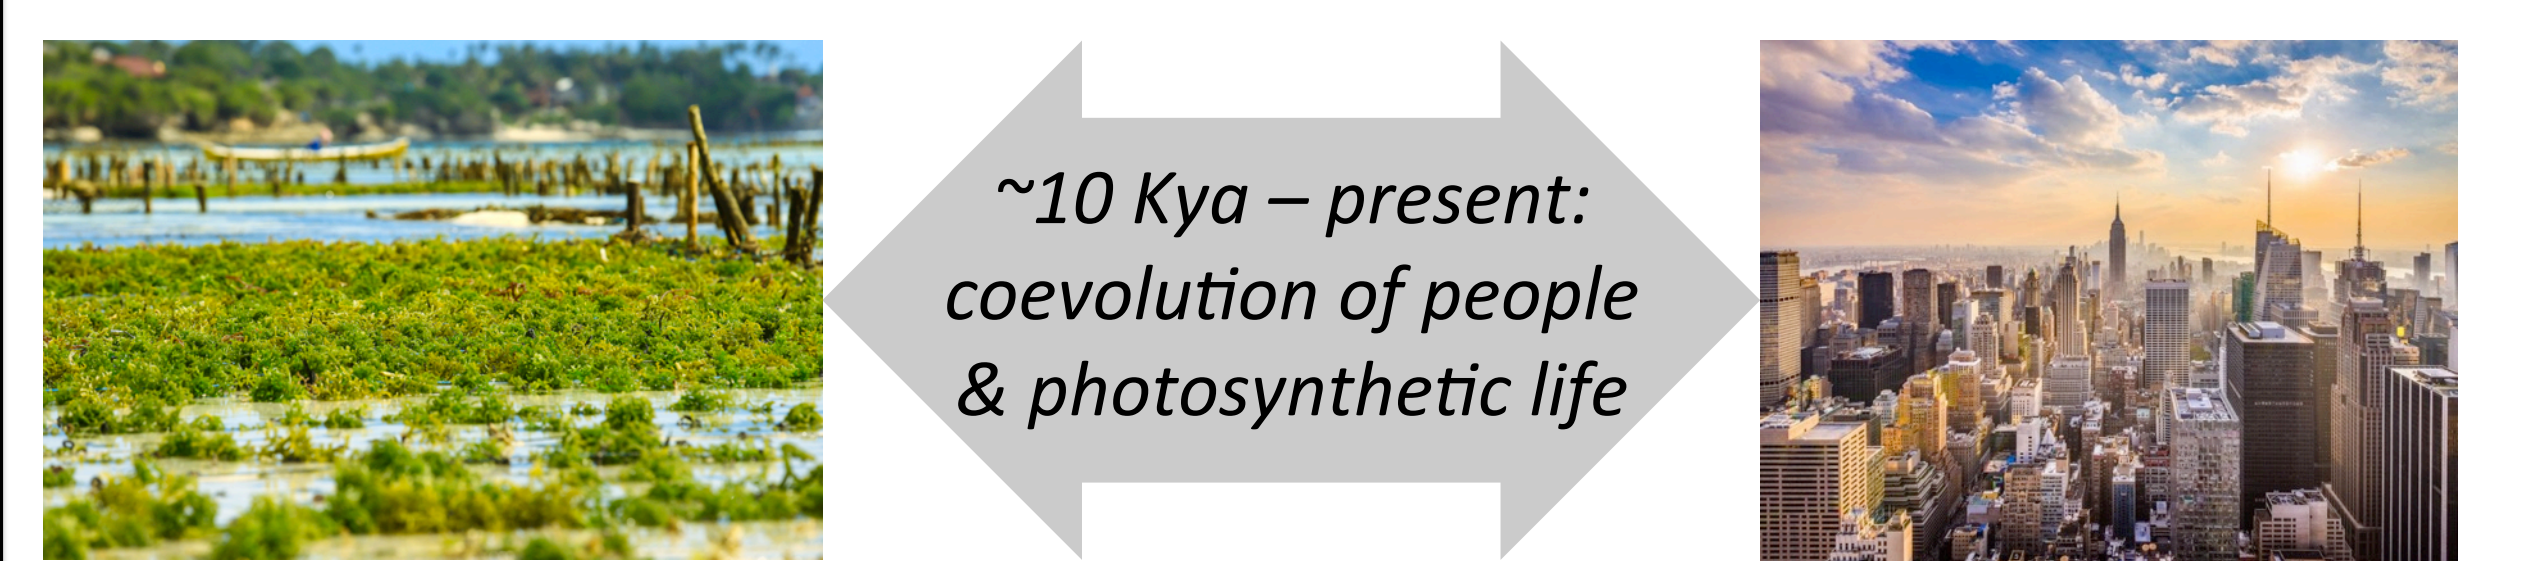 ~10 Kya – present:
coevolution of people
& photosynthetic life